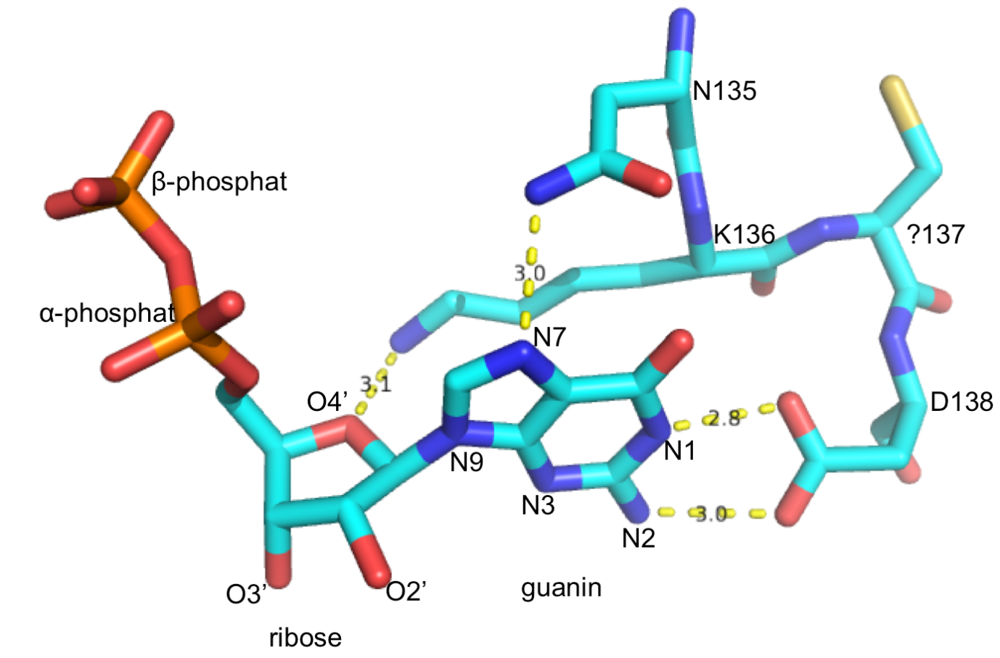 N135
β-phosphat
K136
?137
3.0
α-phosphat
N7
3.1
O4’
D138
2.8
N1
N9
N3
3.0
N2
O3’
O2’
guanin
ribose